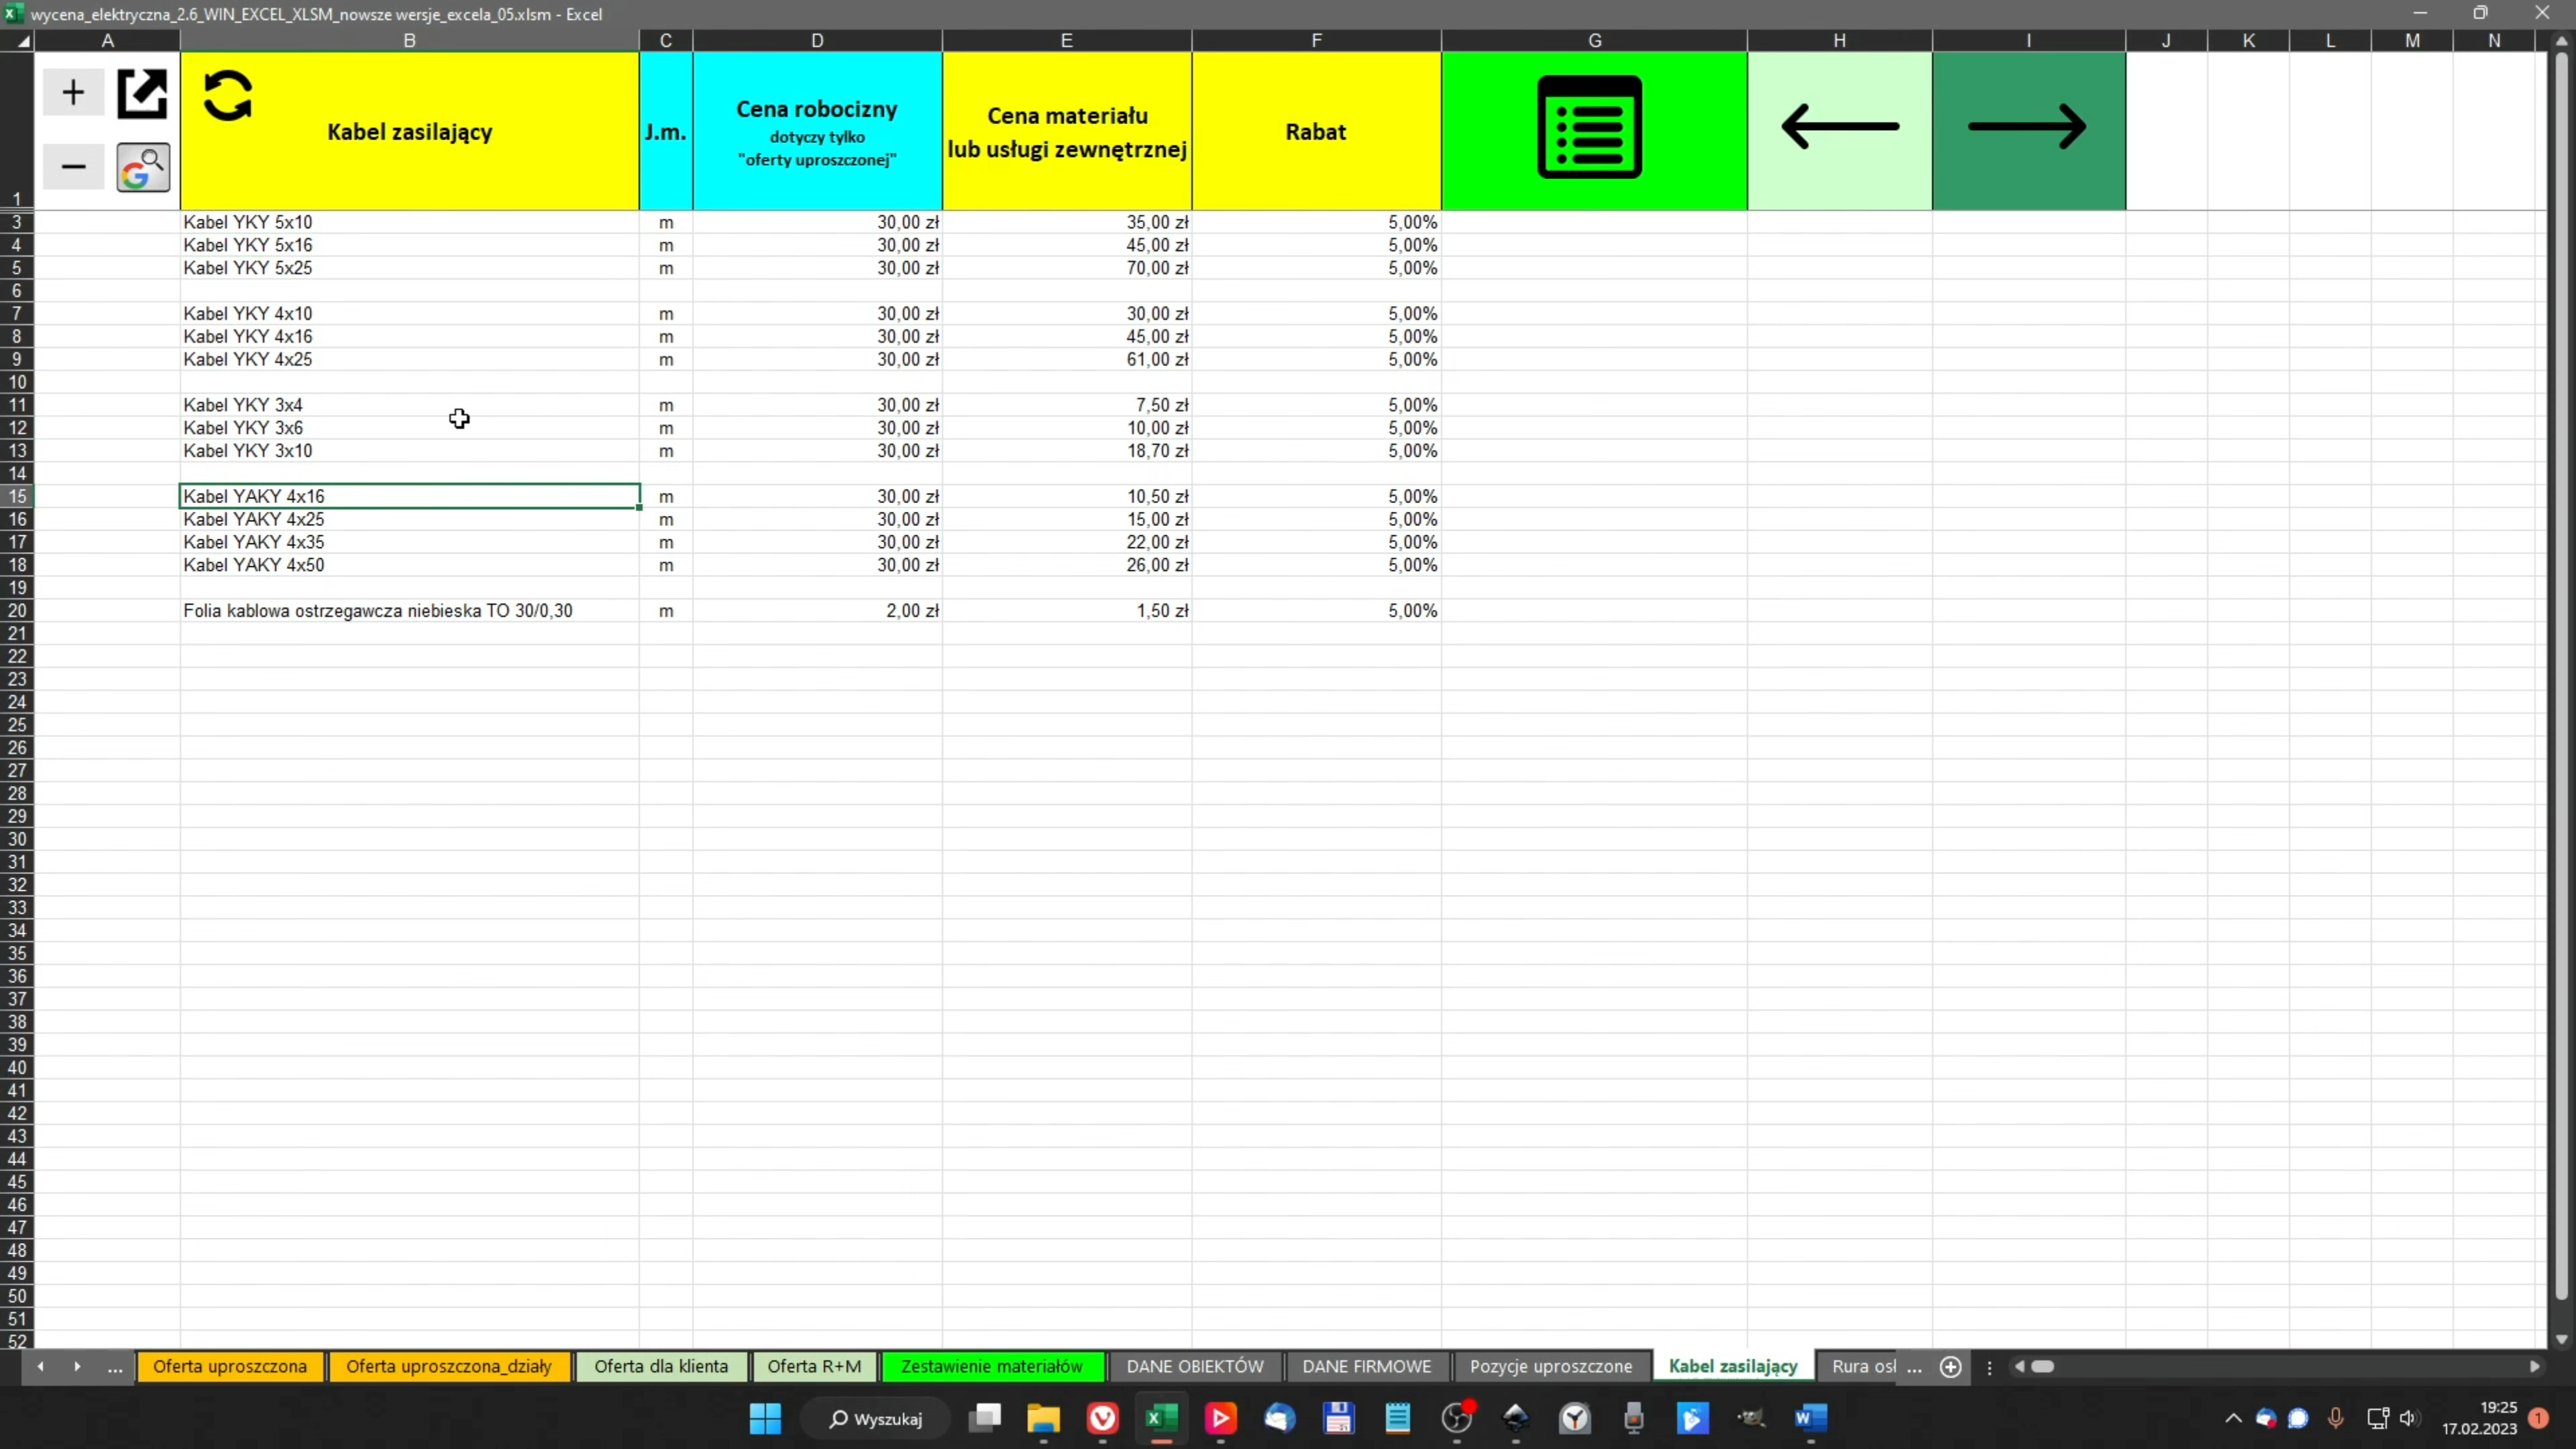 wycena_elektryczna_2.6_WIN_EXCEL_XLSM_nowsze wersje_excela_05.xlsm - Excel
A B C D E F G H I J K L M N
1 Kabel zasilający J.m. Cena robocizny dotyczy tylko "oferty uproszczonej" Cena materiału lub usługi zewnętrznej Rabat
3 Kabel YKY 5x10 m 30,00 zł 35,00 zł 5,00%
4 Kabel YKY 5x16 m 30,00 zł 45,00 zł 5,00%
5 Kabel YKY 5x25 m 30,00 zł 70,00 zł 5,00%
6
7 Kabel YKY 4x10 m 30,00 zł 30,00 zł 5,00%
8 Kabel YKY 4x16 m 30,00 zł 45,00 zł 5,00%
9 Kabel YKY 4x25 m 30,00 zł 61,00 zł 5,00%
10
11 Kabel YKY 3x4 m 30,00 zł 7,50 zł 5,00%
12 Kabel YKY 3x6 m 30,00 zł 10,00 zł 5,00%
13 Kabel YKY 3x10 m 30,00 zł 18,70 zł 5,00%
14
15 Kabel YAKY 4x16 m 30,00 zł 10,50 zł 5,00%
16 Kabel YAKY 4x25 m 30,00 zł 15,00 zł 5,00%
17 Kabel YAKY 4x35 m 30,00 zł 22,00 zł 5,00%
18 Kabel YAKY 4x50 m 30,00 zł 26,00 zł 5,00%
19
20 Folia kablowa ostrzegawcza niebieska TO 30/0,30 m 2,00 zł 1,50 zł 5,00%
21
22
23
24
25
26
27
28
29
30
31
32
33
34
35
36
37
38
39
40
41
42
43
44
45
46
47
48
49
50
51
52
... Oferta uproszczona Oferta uproszczona_działy Oferta dla klienta Oferta R+M Zestawienie materiałów DANE OBIEKTÓW DANE FIRMOWE Pozycje uproszczone Kabel zasilający Rura osł ...
Wyszukaj 19:25
17.02.2023 1